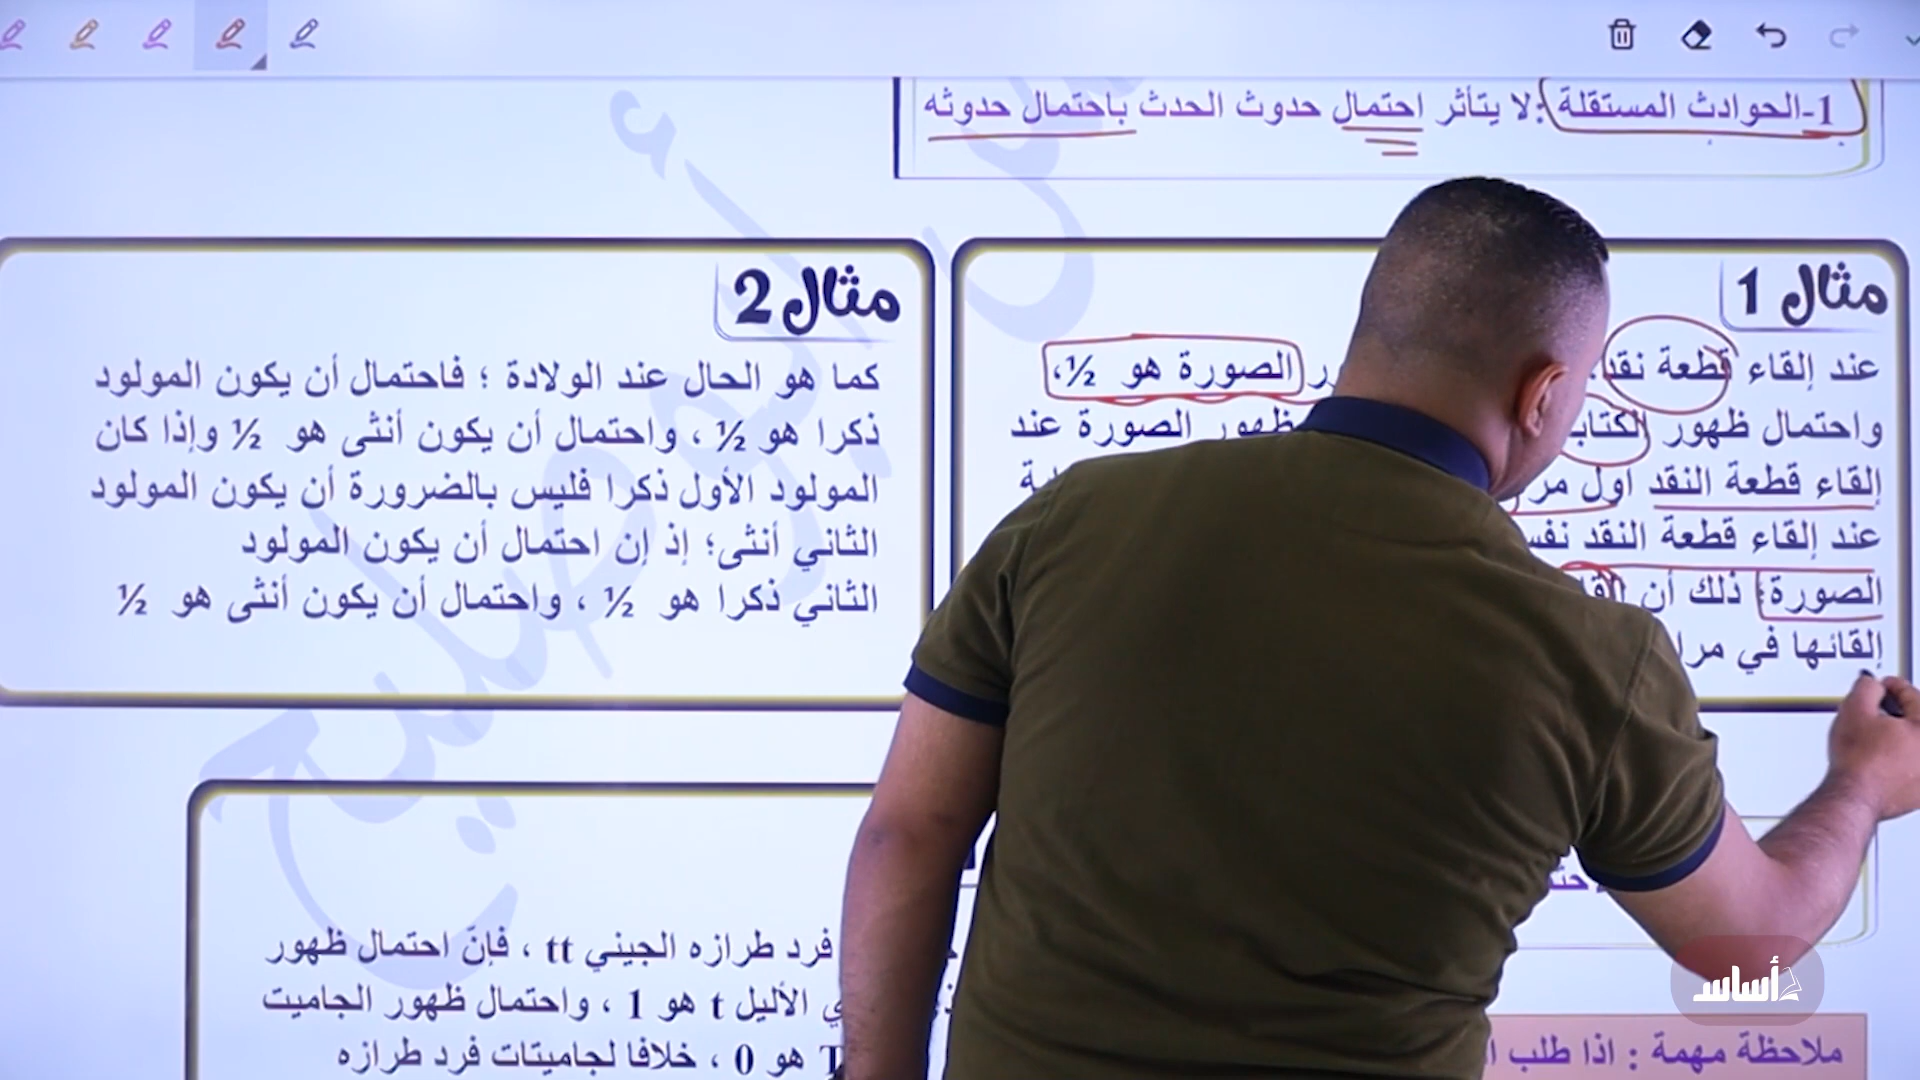 1-الحوادث المستقلة :لا يتأثر احتمال حدوث الحدث باحتمال حدوثه
مثال 1
عند إلقاء قطعة نقد الصورة هو ½،
واحتمال ظهور ظهور الصورة عند
إلقاء قطعة النقد اول
عند إلقاء قطعة النقد
الصورة؛ ذلك أن
إلقائها في
مثال 2
كما هو الحال عند الولادة ؛ فاحتمال أن يكون المولود
ذكرا هو ½ ، واحتمال أن يكون أنثى هو ½ وإذا كان
المولود الأول ذكرا فليس بالضرورة أن يكون المولود
الثاني أنثى؛ إذ إن احتمال أن يكون المولود
الثاني ذكرا هو ½ ، واحتمال أن يكون أنثى هو ½
فرد طرازه الجيني tt ، فإنّ احتمال ظهور
الأليل t هو 1 ، واحتمال ظهور الجاميت
T هو 0 ، خلافا لجاميتات فرد طرازه
ملاحظة مهمة : اذا طلب
أساس